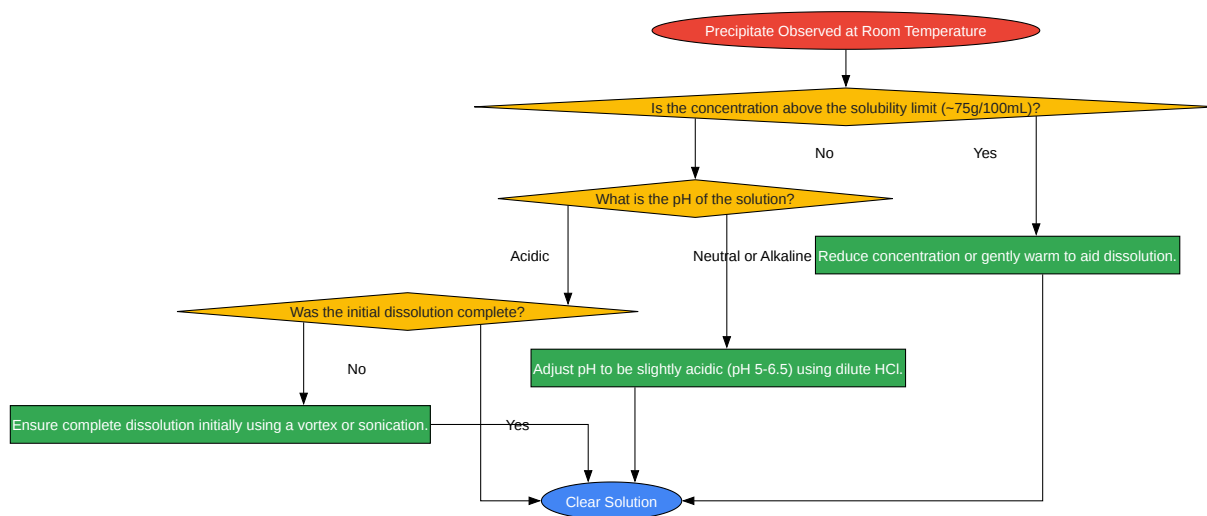 Precipitate Observed at Room Temperature
Is the concentration above the solubility limit (~75g/100mL)?
No
Yes
What is the pH of the solution?
Acidic
Neutral or Alkaline
Reduce concentration or gently warm to aid dissolution.
Was the initial dissolution complete?
No
Adjust pH to be slightly acidic (pH 5-6.5) using dilute HCl.
Ensure complete dissolution initially using a vortex or sonication.
Yes
Clear Solution